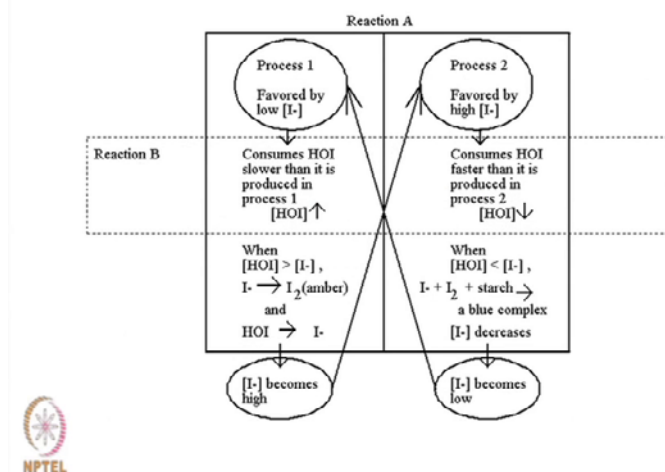 Reaction A
Process 1
Favored by
low [I-]
Process 2
Favored by
high [I-]
Reaction B
Consumes HOI
slower than it is
produced in
process 1
[HOI]↑
Consumes HOI
faster than it is
produced in
process 2
[HOI]↓
When
[HOI] > [I-] ,
I- → I2(amber)
and
HOI → I-
When
[HOI] < [I-] ,
I- + I2 + starch →
a blue complex
[I-] decreases
[I-] becomes
high
[I-] becomes
low
NPTEL